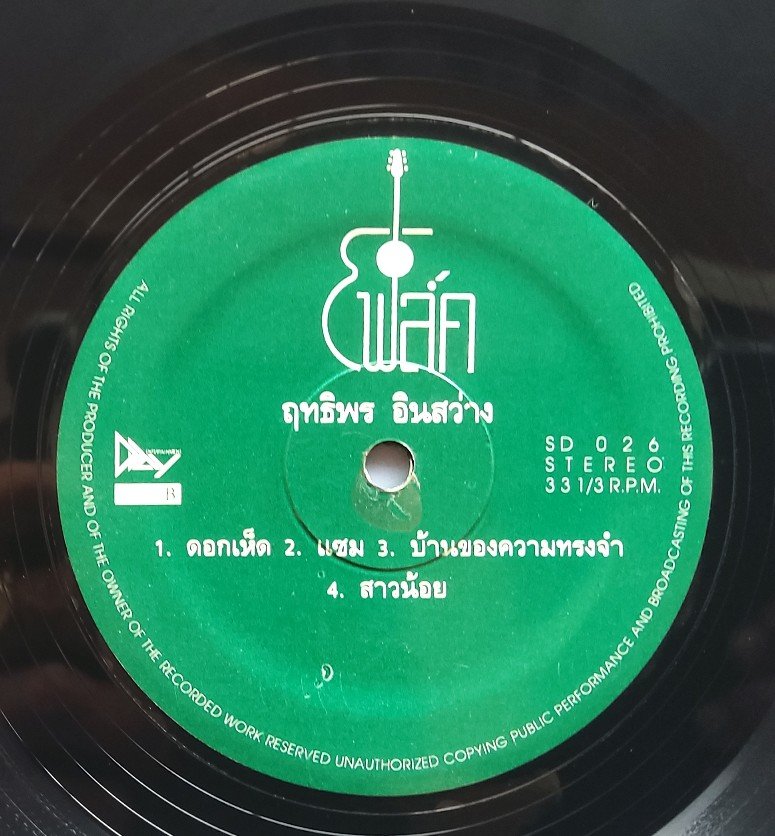 โฟล์ค
ฤทธิพร อินสว่าง
SD 026
STEREO
33 1/3 R.P.M.
B
1. ดอกเห็ด 2. แซม 3. บ้านของความทรงจำ
4. สาวน้อย
ALL RIGHTS OF THE PRODUCER AND OF THE OWNER OF THE RECORDED WORK RESERVED UNAUTHORIZED COPYING PUBLIC PERFORMANCE AND BROADCASTING OF THIS RECORDING PROHIBITED